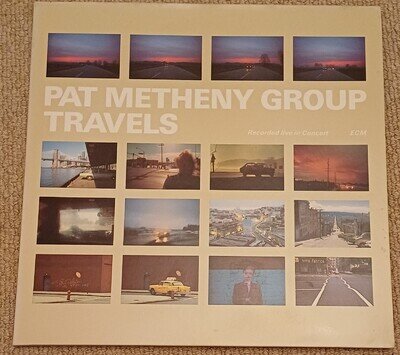 PAT METHENY GROUP
TRAVELS
Recorded live in Concert ECM